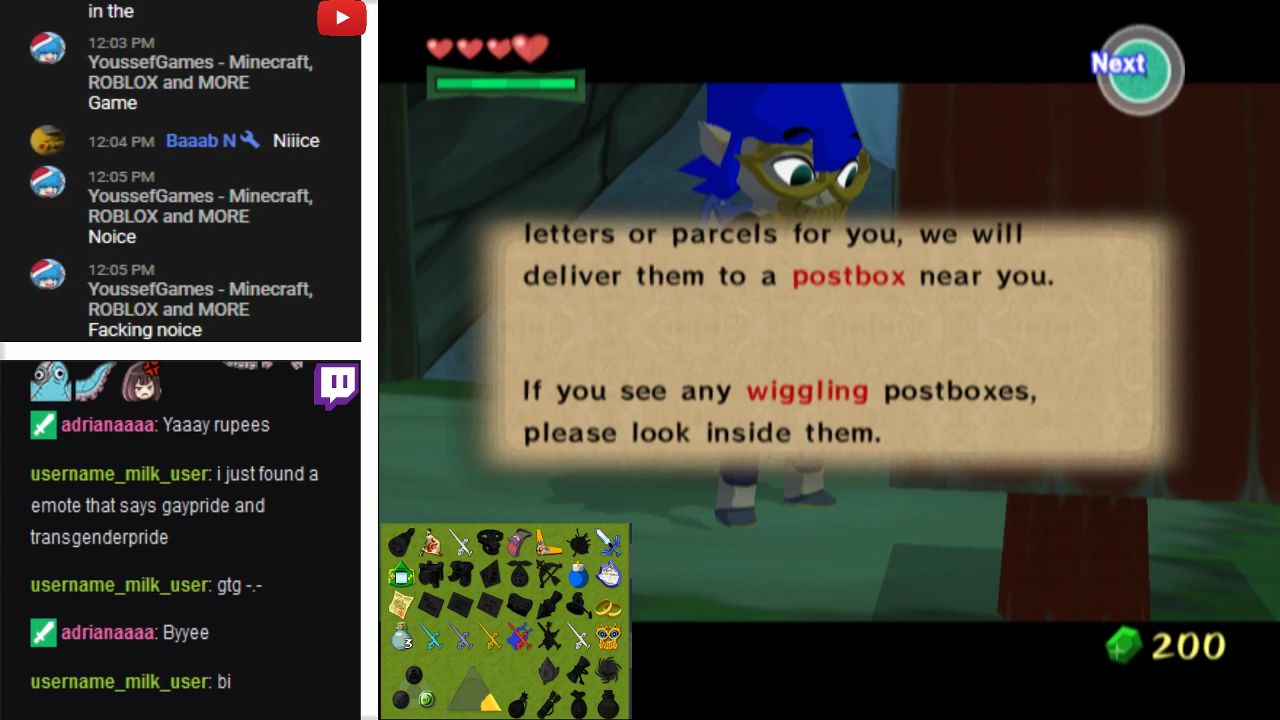 in the
12:03 PM
YoussefGames - Minecraft,
ROBLOX and MORE
Game
12:04 PM Baaab N Niiice
12:05 PM
YoussefGames - Minecraft,
ROBLOX and MORE
Noice
12:05 PM
YoussefGames - Minecraft,
ROBLOX and MORE
Facking noice
adrianaaaa: Yaaay rupees
username_milk_user: i just found a
emote that says gaypride and
transgenderpride
username_milk_user: gtg -.-
adrianaaaa: Byyee
username_milk_user: bi
Next
letters or parcels for you, we will
deliver them to a postbox near you.
If you see any wiggling postboxes,
please look inside them.
3
200